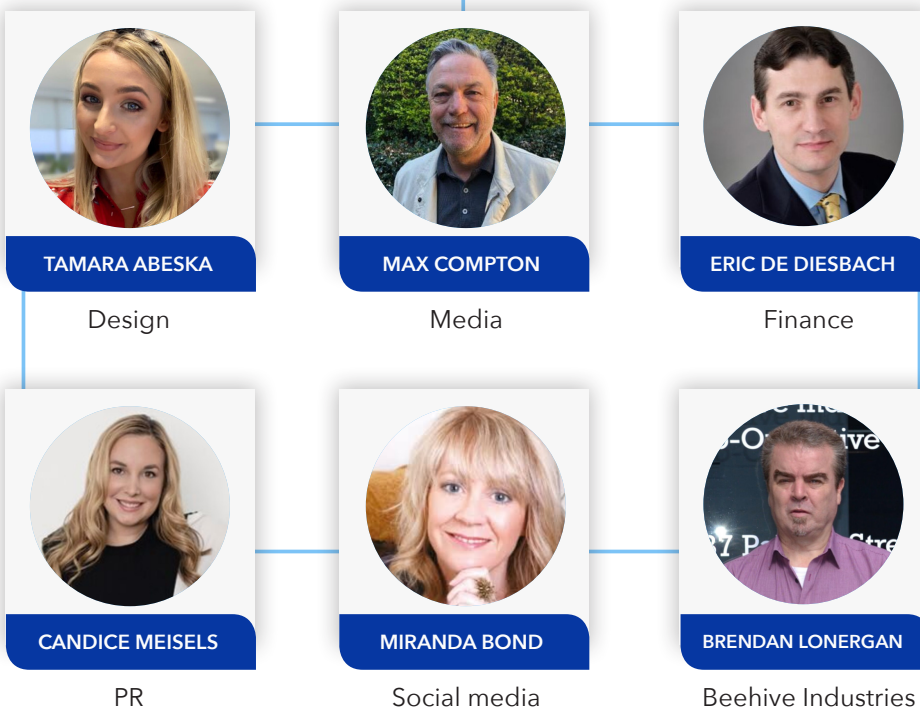 TAMARA ABESKA
MAX COMPTON
ERIC DE DIESBACH
Design
Media
Finance
CANDICE MEISELS
MIRANDA BOND
BRENDAN LONERGAN
PR
Social media
Beehive Industries